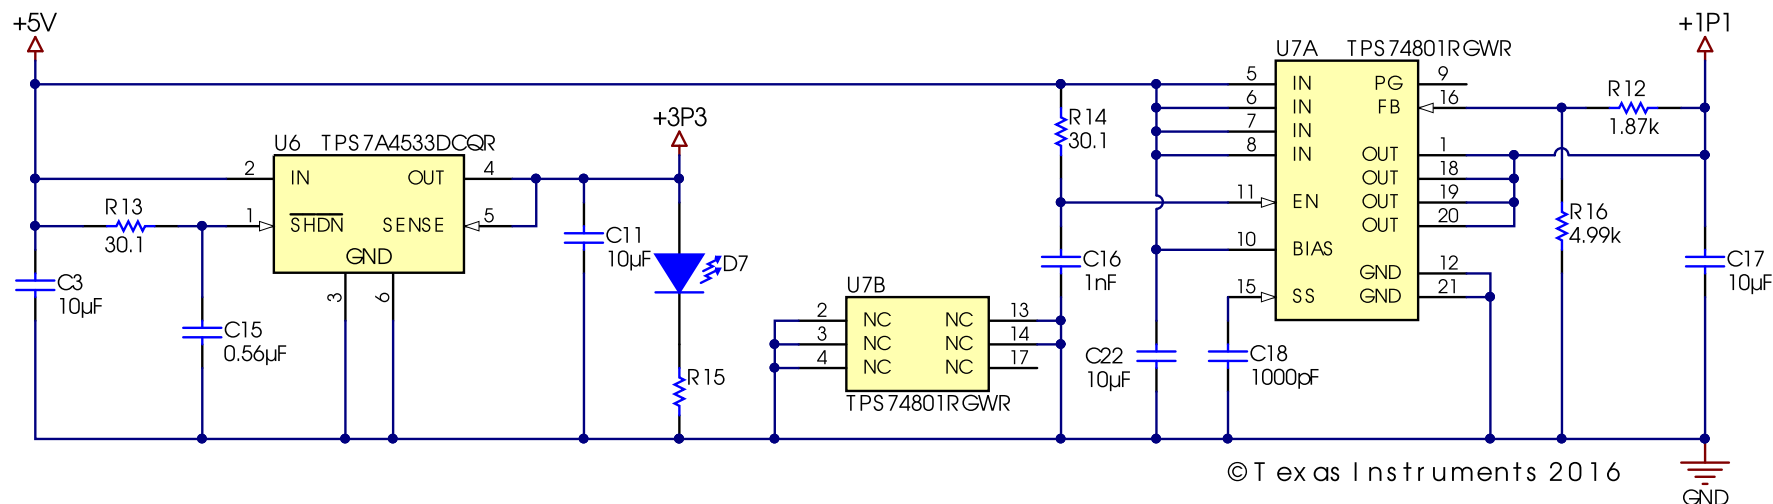 +5V
+1P1
U7A TPS74801RGWR
5 IN PG 9
6 IN FB 16
7 IN
8 IN OUT 1
OUT 18
11 EN OUT 19
OUT 20
10 BIAS
GND 12
15 SS GND 21
R12
1.87k
R14
30.1
+3P3
U6 TPS7A4533DCQR
2 IN OUT 4
1 SHDN SENSE 5
GND
3 6
R13
30.1
R16
4.99k
C3
10µF
C15
0.56µF
C11
10µF
D7
R15
C16
1nF
C17
10µF
U7B
2 NC NC 13
3 NC NC 14
4 NC NC 17
TPS74801RGWR
C22
10µF
C18
1000pF
©Texas Instruments 2016
GND